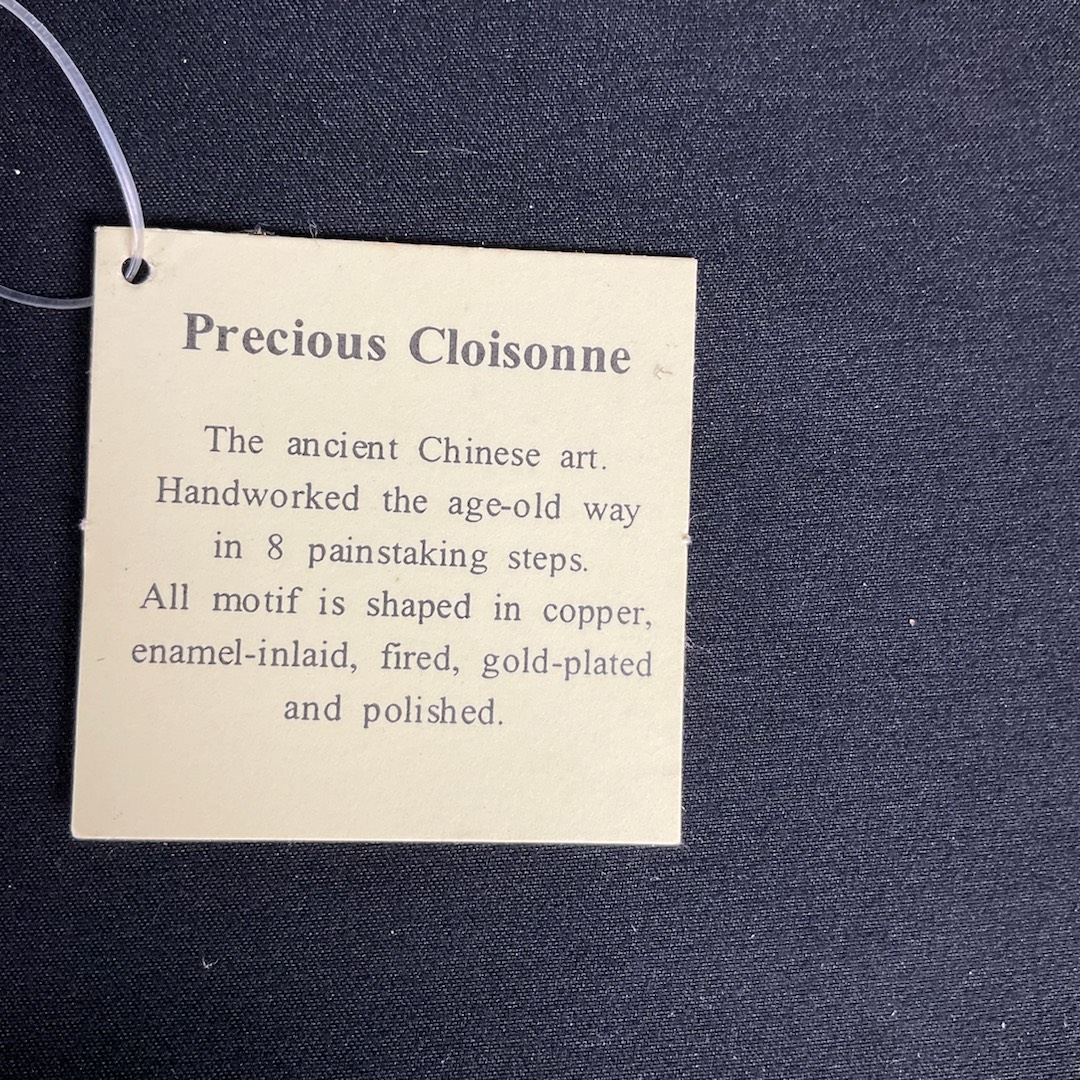 Precious Cloisonne
The ancient Chinese art.
Handworked the age-old way
in 8 painstaking steps.
All motif is shaped in copper,
enamel-inlaid, fired, gold-plated
and polished.